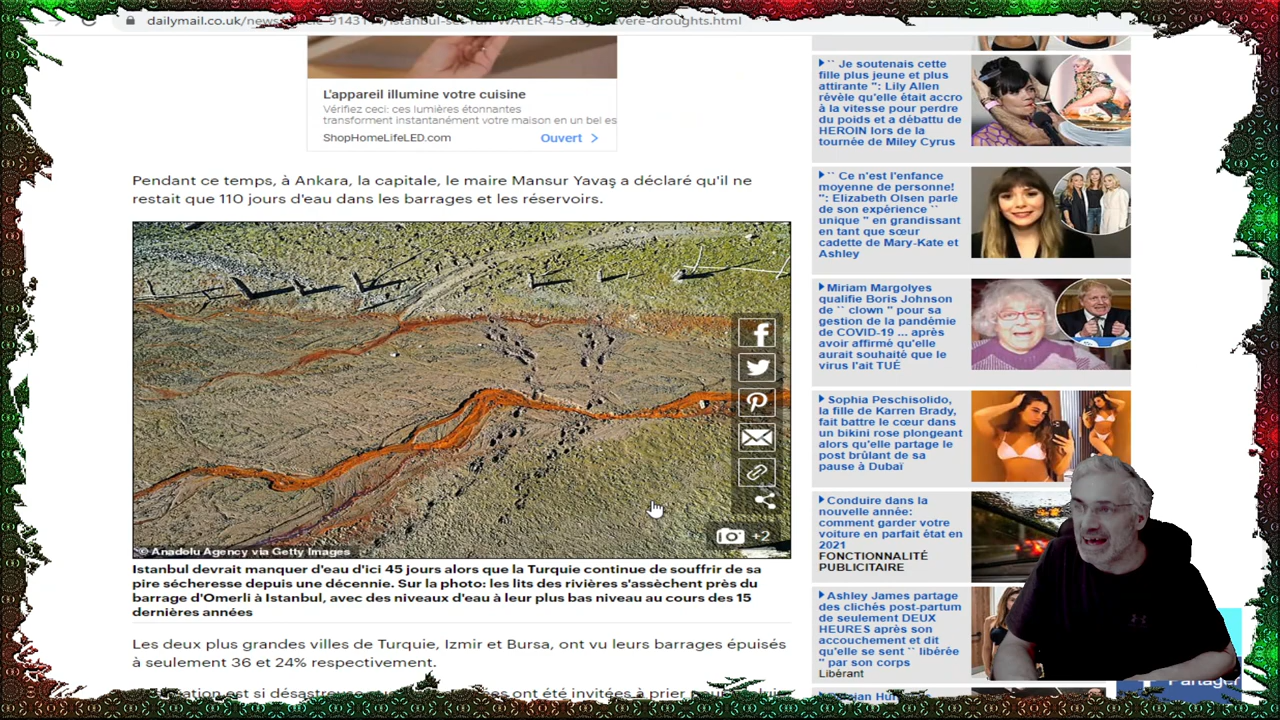 dailymail.co.uk/news
L'appareil illumine votre cuisine
Vérifiez ceci: ces lumières étonnantes
transforment instantanément votre maison en un bel es
ShopHomeLifeLED.com
Ouvert >
Pendant ce temps, à Ankara, la capitale, le maire Mansur Yavaş a déclaré qu'il ne
restait que 110 jours d'eau dans les barrages et les réservoirs.
+2
© Anadolu Agency via Getty Images
Istanbul devrait manquer d'eau d'ici 45 jours alors que la Turquie continue de souffrir de sa
pire sécheresse depuis une décennie. Sur la photo: les lits des rivières s'assèchent près du
barrage d'Omerli à Istanbul, avec des niveaux d'eau à leur plus bas niveau au cours des 15
dernières années
Les deux plus grandes villes de Turquie, Izmir et Bursa, ont vu leurs barrages épuisés
à seulement 36 et 24% respectivement.
`` Je soutenais cette
fille plus jeune et plus
attirante '': Lily Allen
révèle qu'elle était accro
à la vitesse pour perdre
du poids et a débattu de
HEROIN lors de la
tournée de Miley Cyrus
`` Ce n'est l'enfance
moyenne de personne!
'': Elizabeth Olsen parle
de son expérience ``
unique '' en grandissant
en tant que sœur
cadette de Mary-Kate et
Ashley
Miriam Margolyes
qualifie Boris Johnson
de `` clown '' pour sa
gestion de la pandémie
de COVID-19 ... après
avoir affirmé qu'elle
aurait souhaité que le
virus l'ait TUÉ
Sophia Peschisolido,
la fille de Karren Brady,
fait battre le cœur dans
un bikini rose plongeant
alors qu'elle partage le
post brûlant de sa
pause à Dubaï
Conduire dans la
nouvelle année:
comment garder votre
voiture en parfait état en
2021
FONCTIONNALITÉ
PUBLICITAIRE
Ashley James partage
des clichés post-partum
de seulement DEUX
HEURES après son
accouchement et dit
qu'elle se sent `` libérée
'' par son corps
Libérant
Partager